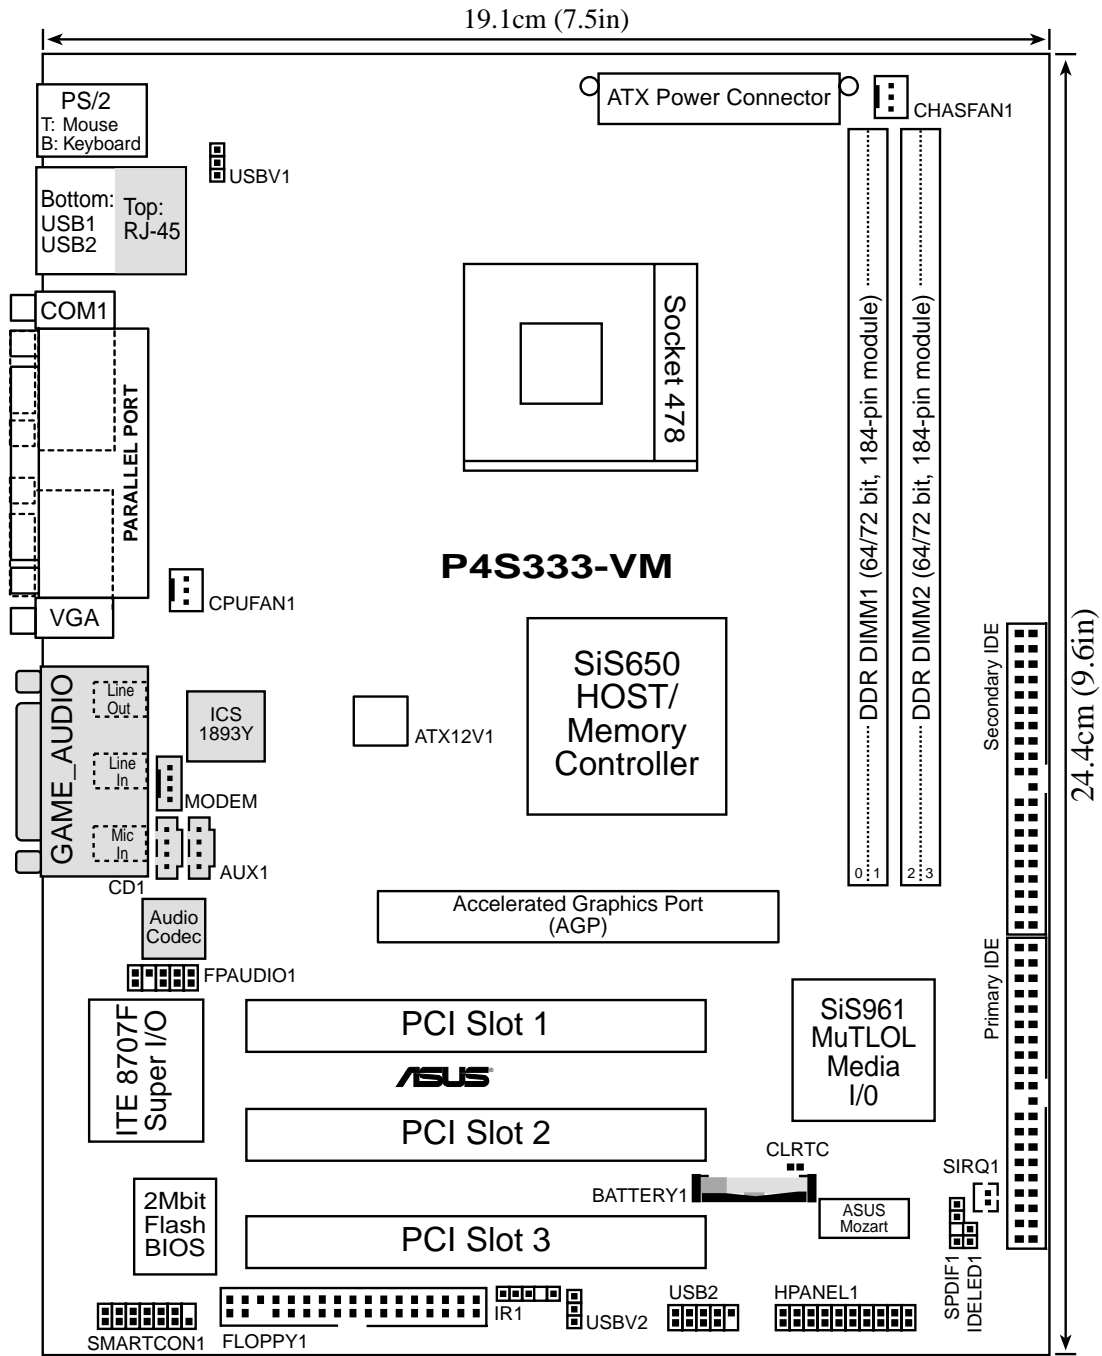 19.1cm (7.5in)
PS/2
T: Mouse
B: Keyboard
ATX Power Connector
CHASFAN1
USBV1
Bottom:
USB1
USB2
Top:
RJ-45
COM1
PARALLEL PORT
VGA
Socket 478
DDR DIMM1 (64/72 bit, 184-pin module)
DDR DIMM2 (64/72 bit, 184-pin module)
0 1
2 3
P4S333-VM
CPUFAN1
24.4cm (9.6in)
Secondary IDE
SiS650
HOST/
Memory
Controller
GAME_AUDIO
Line
Out
Line
In
Mic
In
ICS
1893Y
ATX12V1
MODEM
AUX1
CD1
Accelerated Graphics Port
(AGP)
Audio
Codec
FPAUDIO1
Primary IDE
ITE 8707F
Super I/O
PCI Slot 1
SiS961
MuTLOL
Media
I/0
ASUS
PCI Slot 2
CLRTC
SIRQ1
BATTERY1
ASUS
Mozart
2Mbit
Flash
BIOS
PCI Slot 3
SPDIF1
IDELED1
SMARTCON1
FLOPPY1
IR1
USBV2
USB2
HPANEL1